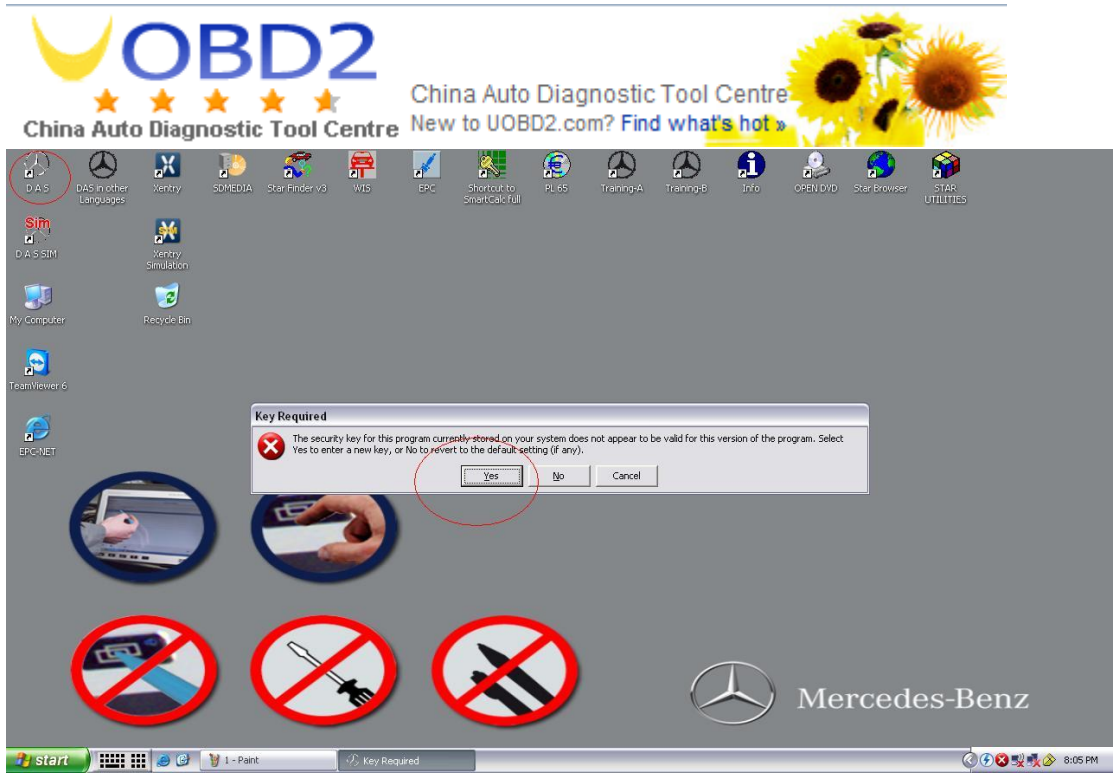 UOBD2
China Auto Diagnostic Tool Centre
China Auto Diagnostic Tool Centre
New to UOBD2.com? Find what's hot »
D A S
DAS in other
Languages
Xentry
SDMEDIA
Star Finder v3
WIS
EPC
Shortcut to
SmartCalc full
PL 65
Training-A
Training-B
Info
OPEN DVD
Star Browser
STAR
UTILITIES
Sim
D A S SIM
Xentry
Simulation
My Computer
Recycle Bin
TeamViewer 6
EPC-NET
Key Required
The security key for this program currently stored on your system does not appear to be valid for this version of the program. Select
Yes to enter a new key, or No to revert to the default setting (if any).
Yes
No
Cancel
Mercedes-Benz
start
1 - Paint
Key Required
8:05 PM